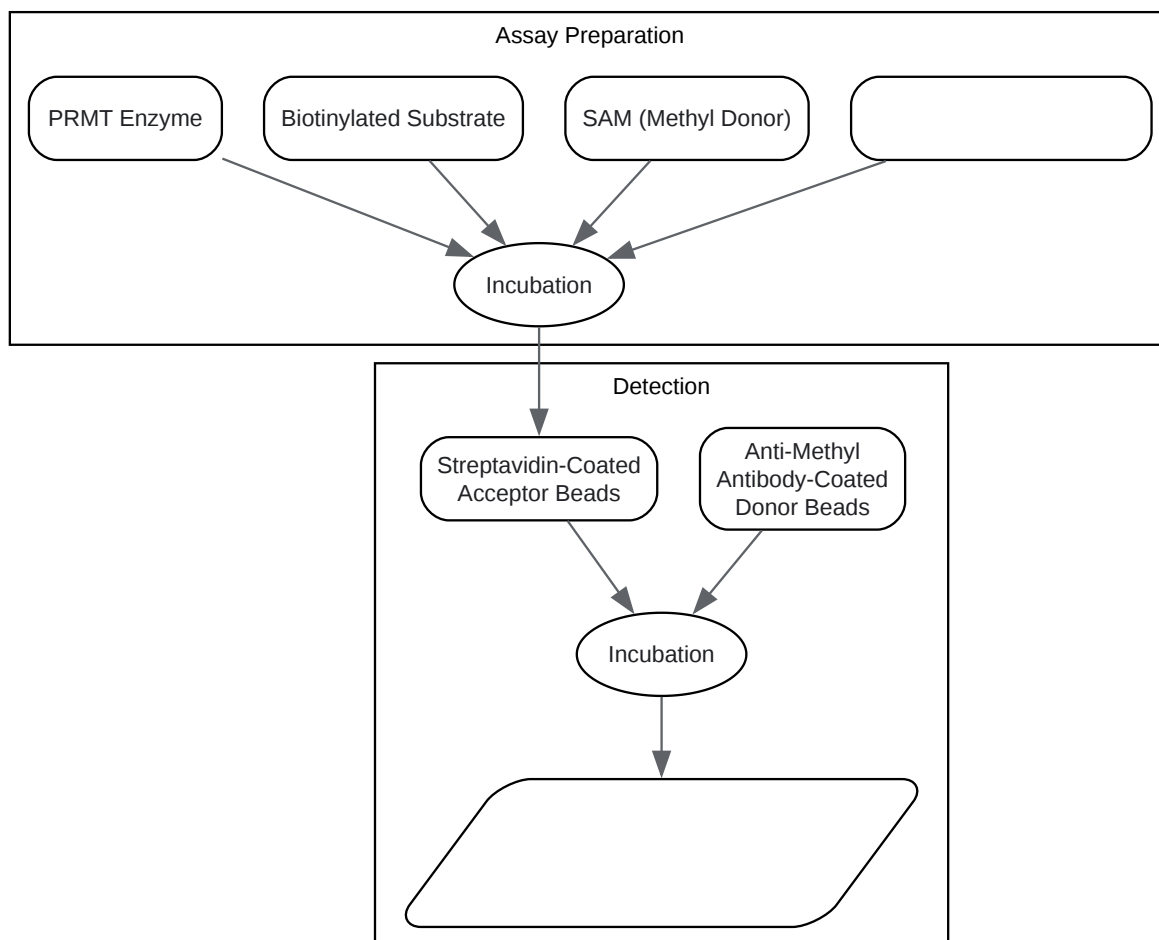 Assay Preparation
PRMT Enzyme
Biotinylated Substrate
SAM (Methyl Donor)
Incubation
Detection
Streptavidin-Coated
Acceptor Beads
Anti-Methyl
Antibody-Coated
Donor Beads
Incubation